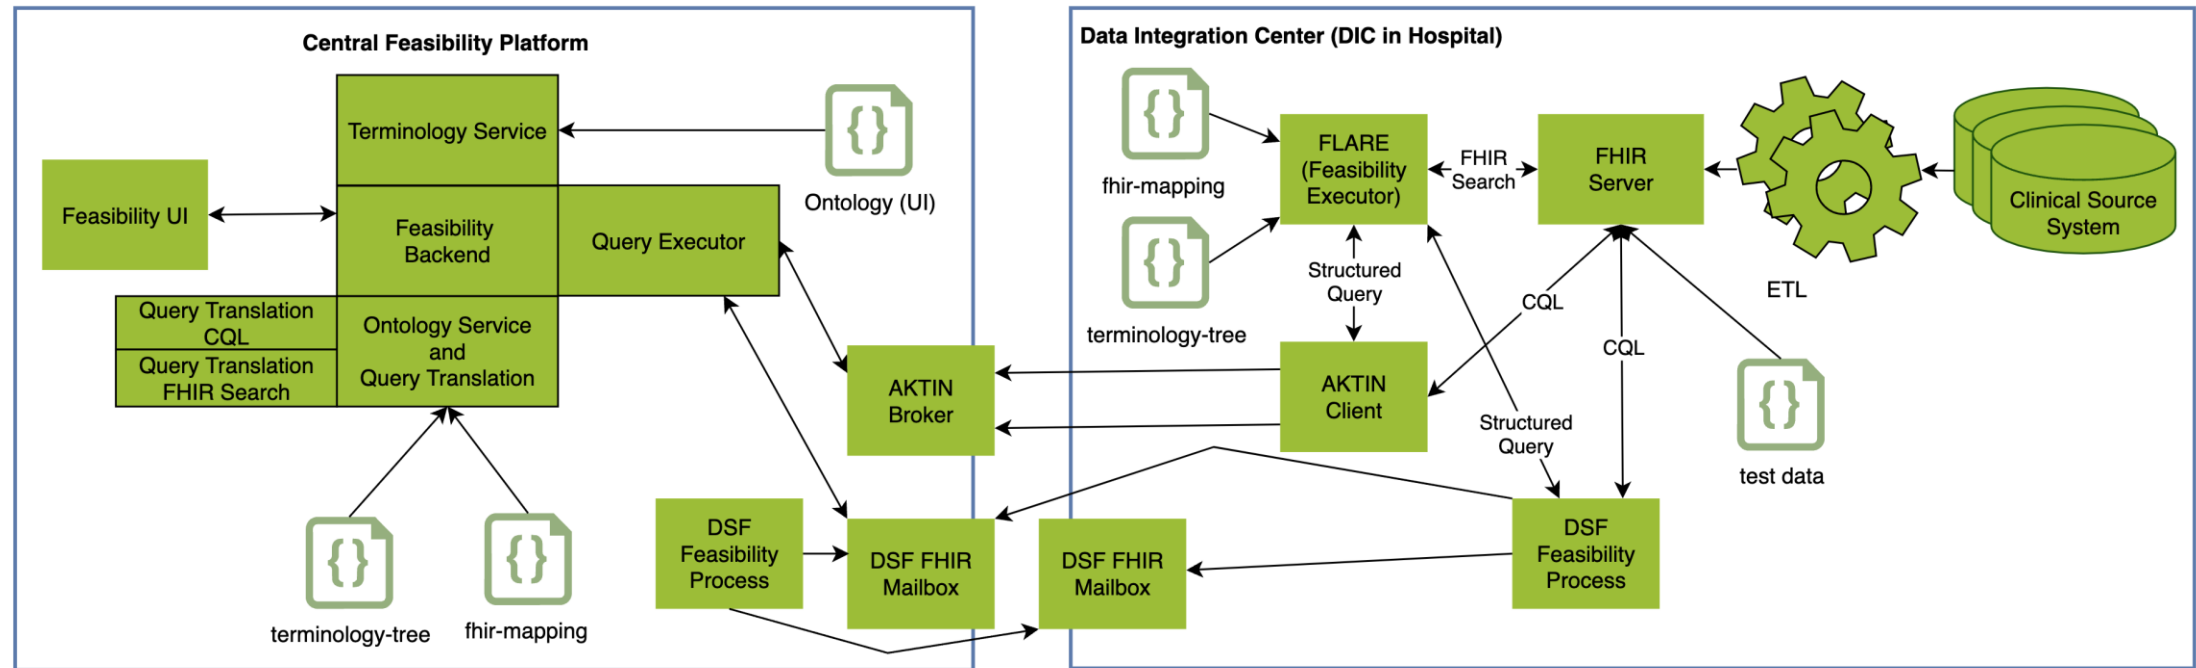 Central Feasibility Platform
Terminology Service
Ontology (UI)
Feasibility UI
Feasibility
Backend
Query Executor
Query Translation
CQL
Query Translation
FHIR Search
Ontology Service
and
Query Translation
AKTIN
Broker
terminology-tree
fhir-mapping
DSF
Feasibility
Process
DSF FHIR
Mailbox
Data Integration Center (DIC in Hospital)
fhir-mapping
terminology-tree
FLARE
(Feasibility
Executor)
FHIR
Search
FHIR
Server
ETL
Clinical Source
System
Structured
Query
CQL
CQL
AKTIN
Client
Structured
Query
test data
DSF FHIR
Mailbox
DSF
Feasibility
Process